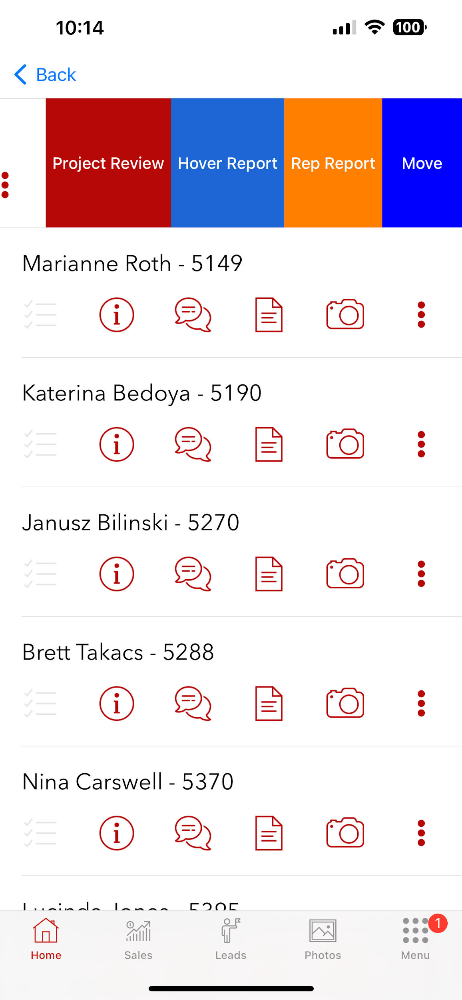 10:14
100
Back
Project Review Hover Report Rep Report Move
Marianne Roth - 5149
Katerina Bedoya - 5190
Janusz Bilinski - 5270
Brett Takacs - 5288
Nina Carswell - 5370
Lucinda Jones - 5395
1
Home Sales Leads Photos Menu